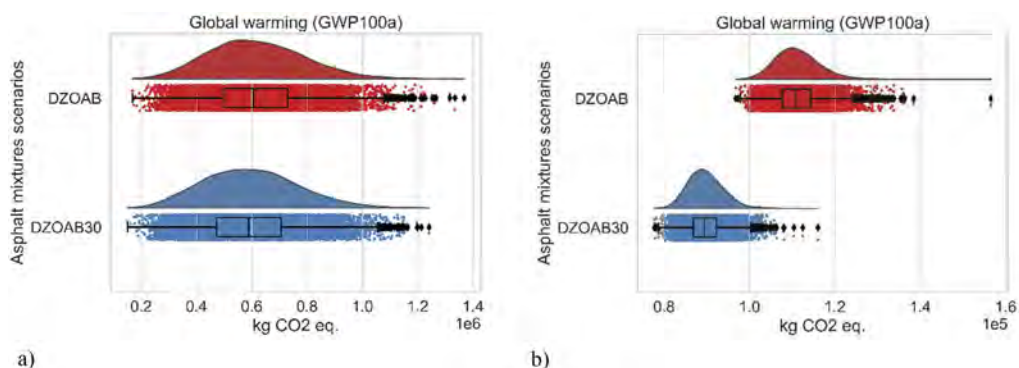 Global warming (GWP100a)
Asphalt mixtures scenarios
DZOAB
DZOAB30
0.2 0.4 0.6 0.8 1.0 1.2 1.4
1e6
kg CO2 eq.
a)
Global warming (GWP100a)
Asphalt mixtures scenarios
DZOAB
DZOAB30
0.8 1.0 1.2 1.4 1.6
1e5
kg CO2 eq.
b)